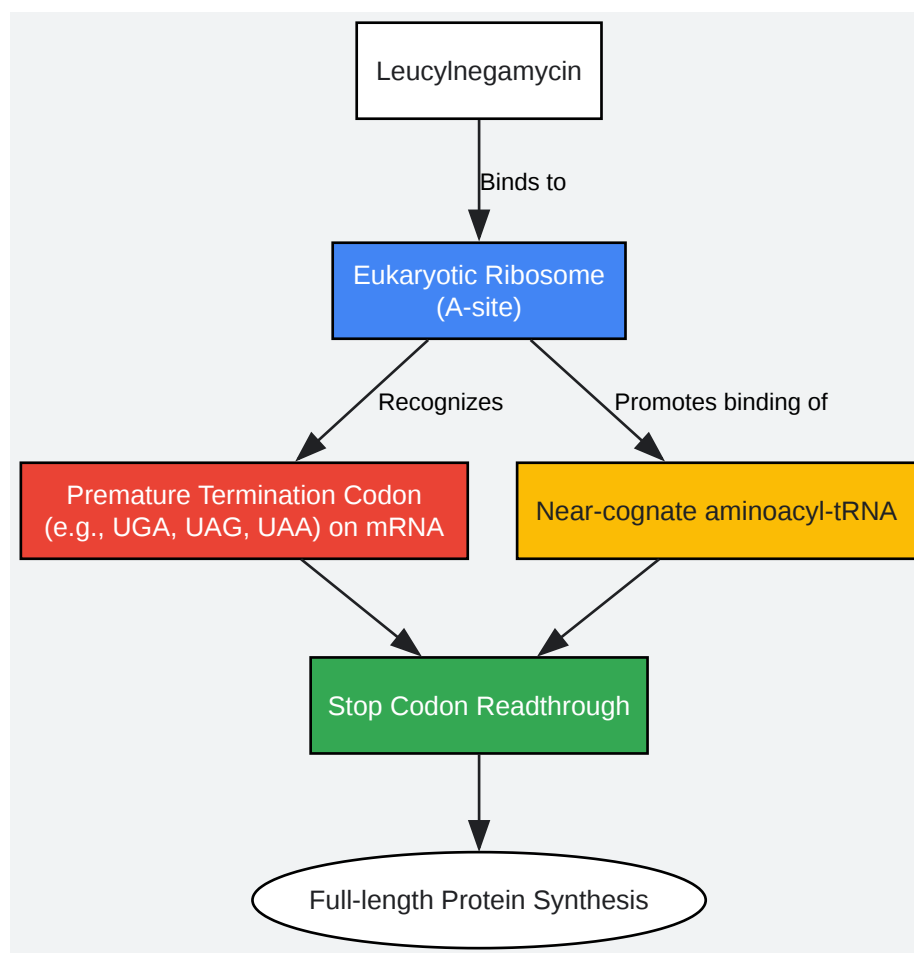 Leucylnegamycin
Binds to
Eukaryotic Ribosome
(A-site)
Recognizes
Promotes binding of
Premature Termination Codon
(e.g., UGA, UAG, UAA) on mRNA
Near-cognate aminoacyl-tRNA
Stop Codon Readthrough
Full-length Protein Synthesis